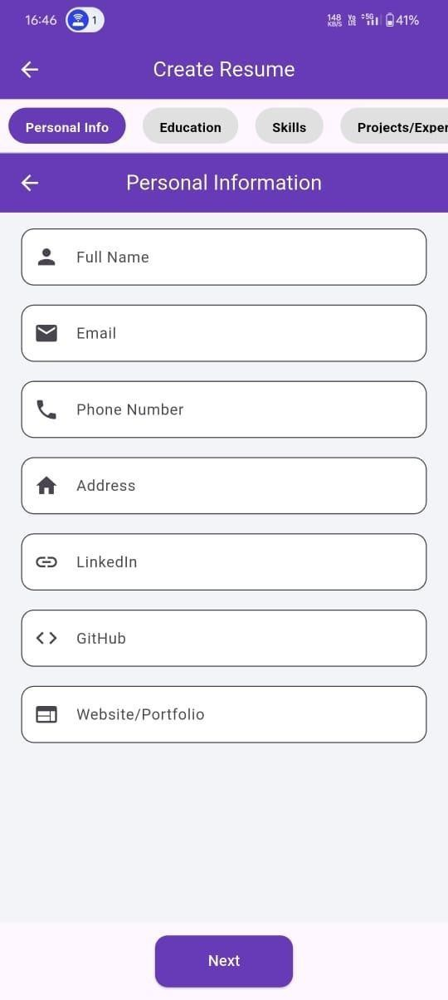 16:46 1 148 KB/S Vo LTE 5G 41%
Create Resume
Personal Info Education Skills Projects/Exper
Personal Information
Full Name
Email
Phone Number
Address
LinkedIn
GitHub
Website/Portfolio
Next